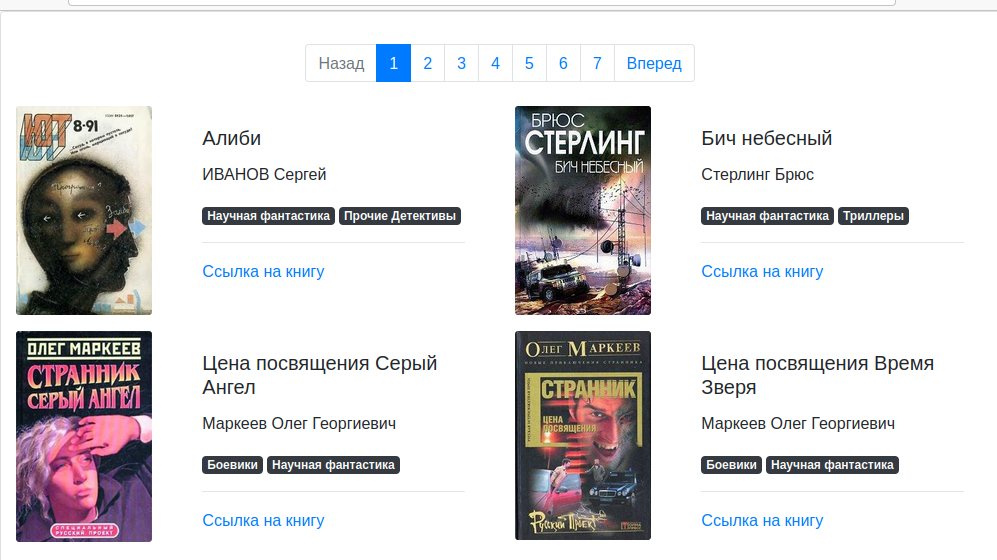 Назад 1 2 3 4 5 6 7 Вперед
ЮТ 8·91
Алиби
ИВАНОВ Сергей
Научная фантастика Прочие Детективы
Ссылка на книгу
БРЮС
СТЕРЛИНГ
БИЧ НЕБЕСНЫЙ
Бич небесный
Стерлинг Брюс
Научная фантастика Триллеры
Ссылка на книгу
ОЛЕГ МАРКЕЕВ
СТРАННИК
СЕРЫЙ АНГЕЛ
СПЕЦИАЛЬНЫЙ
РУССКИЙ ПРОЕКТ
Цена посвящения Серый
Ангел
Маркеев Олег Георгиевич
Боевики Научная фантастика
Ссылка на книгу
ОЛЕГ МАРКЕЕВ
НОВЫЕ ПРИКЛЮЧЕНИЯ СТРАННИКА
СТРАННИК
ЦЕНА
ПОСВЯЩЕНИЯ
Русский Проект
Цена посвящения Время
Зверя
Маркеев Олег Георгиевич
Боевики Научная фантастика
Ссылка на книгу